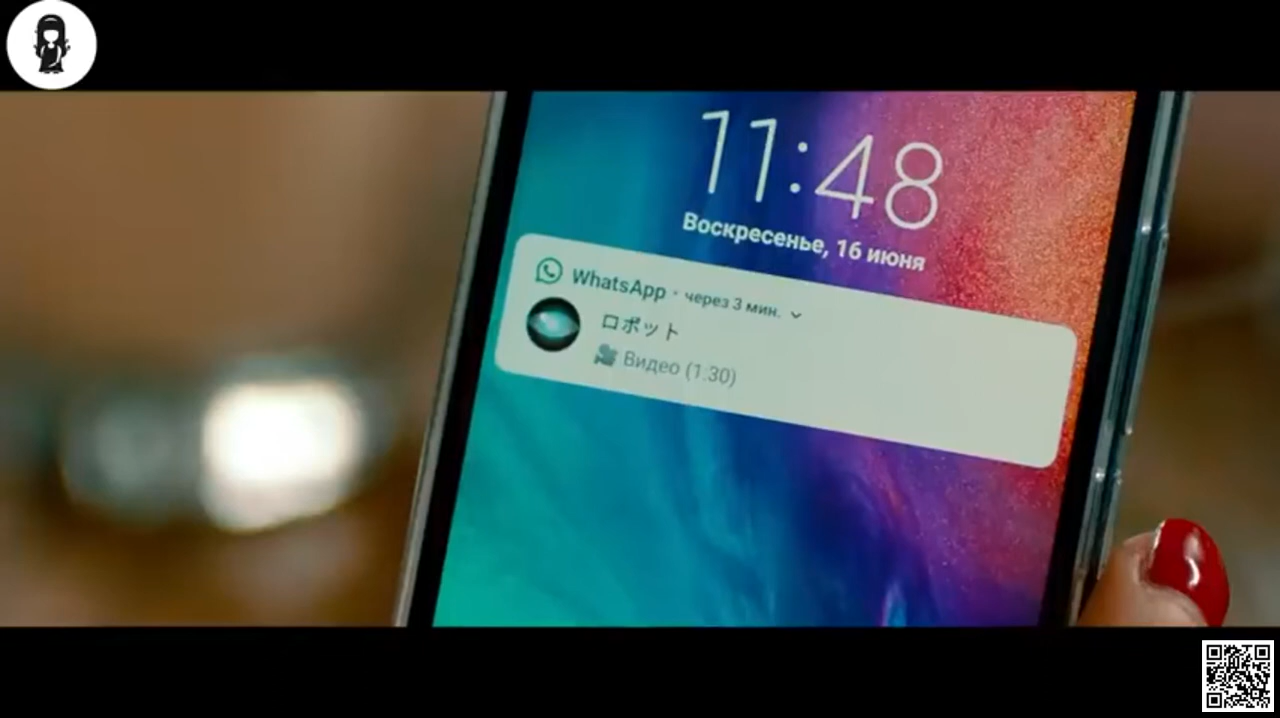 11:48
Воскресенье, 16 июня
WhatsApp · через 3 мин.
ロボット
Видео (1:30)